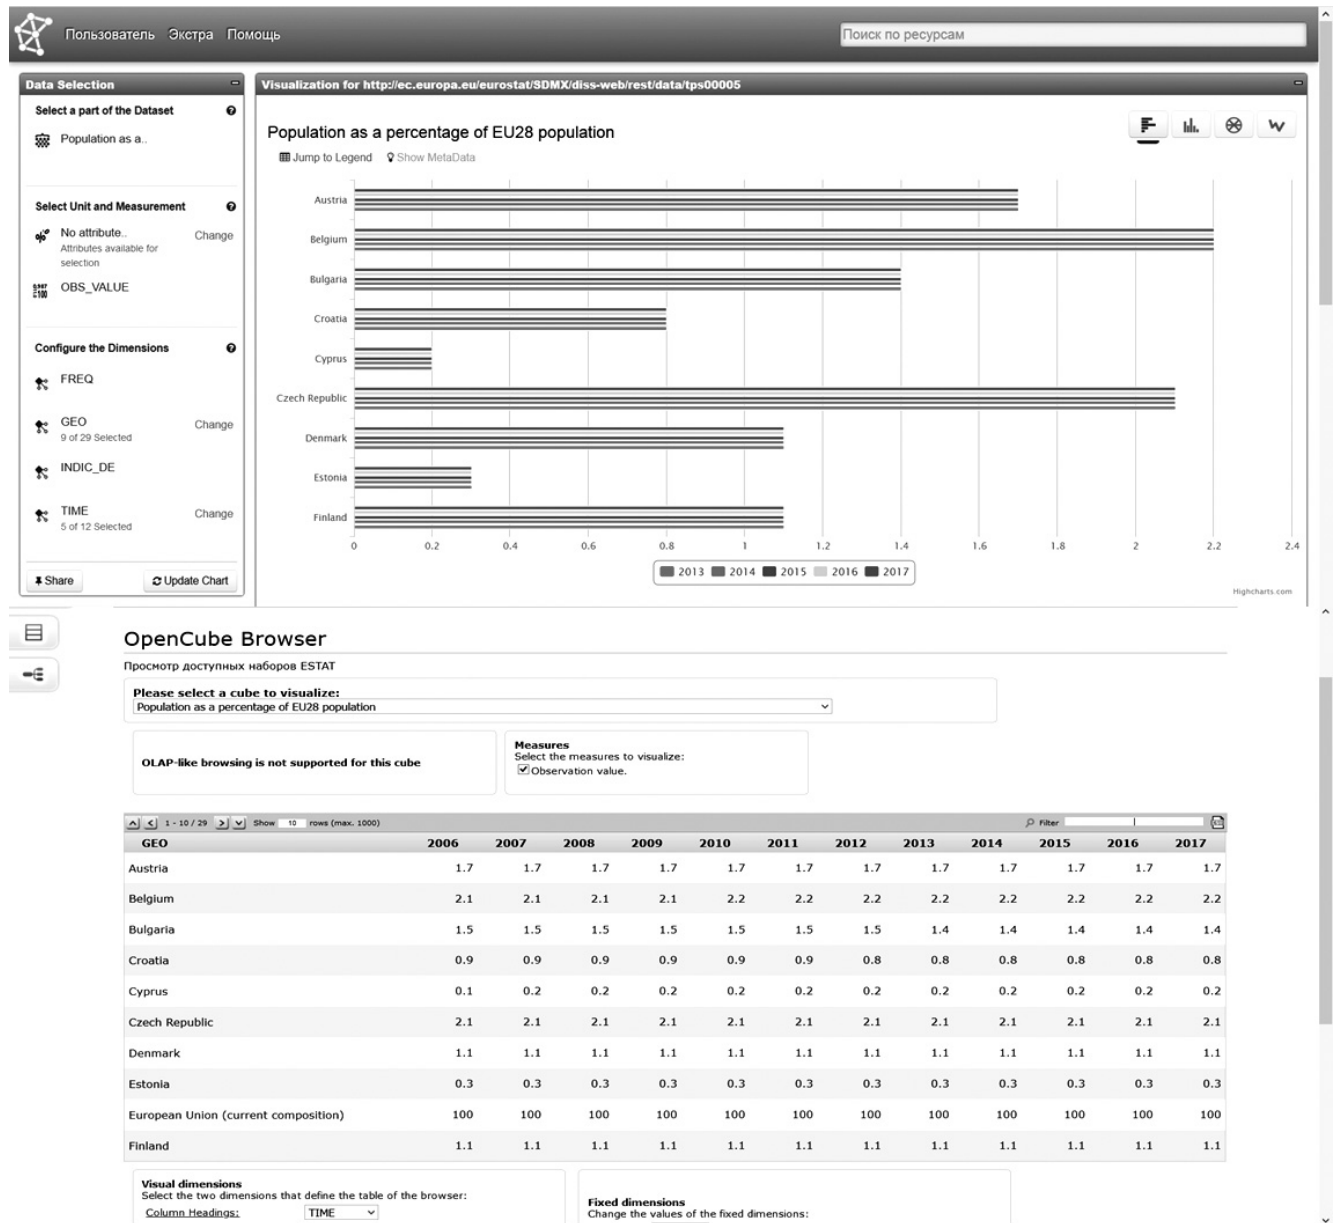 Пользователь Экстра Помощь
Поиск по ресурсам
Data Selection
Select a part of the Dataset
Population as a..
Select Unit and Measurement
No attribute..
Change
Attributes available for
selection
OBS_VALUE
Configure the Dimensions
FREQ
GEO
Change
9 of 29 Selected
INDIC_DE
TIME
Change
5 of 12 Selected
Share
Update Chart
Visualization for http://ec.europa.eu/eurostat/SDMX/diss-web/rest/data/tps00005
Population as a percentage of EU28 population
Jump to Legend Show MetaData
Austria
Belgium
Bulgaria
Croatia
Cyprus
Czech Republic
Denmark
Estonia
Finland
0 0.2 0.4 0.6 0.8 1 1.2 1.4 1.6 1.8 2 2.2 2.4
2013 2014 2015 2016 2017
Highcharts.com
OpenCube Browser
Просмотр доступных наборов ESTAT
Please select a cube to visualize:
Population as a percentage of EU28 population
OLAP-like browsing is not supported for this cube
Measures
Select the measures to visualize:
Observation value.
1 - 10 / 29 Show 10 rows (max. 1000) Filter
GEO 2006 2007 2008 2009 2010 2011 2012 2013 2014 2015 2016 2017
Austria 1.7 1.7 1.7 1.7 1.7 1.7 1.7 1.7 1.7 1.7 1.7 1.7
Belgium 2.1 2.1 2.1 2.1 2.2 2.2 2.2 2.2 2.2 2.2 2.2 2.2
Bulgaria 1.5 1.5 1.5 1.5 1.5 1.5 1.5 1.4 1.4 1.4 1.4 1.4
Croatia 0.9 0.9 0.9 0.9 0.9 0.9 0.8 0.8 0.8 0.8 0.8 0.8
Cyprus 0.1 0.2 0.2 0.2 0.2 0.2 0.2 0.2 0.2 0.2 0.2 0.2
Czech Republic 2.1 2.1 2.1 2.1 2.1 2.1 2.1 2.1 2.1 2.1 2.1 2.1
Denmark 1.1 1.1 1.1 1.1 1.1 1.1 1.1 1.1 1.1 1.1 1.1 1.1
Estonia 0.3 0.3 0.3 0.3 0.3 0.3 0.3 0.3 0.3 0.3 0.3 0.3
European Union (current composition) 100 100 100 100 100 100 100 100 100 100 100 100
Finland 1.1 1.1 1.1 1.1 1.1 1.1 1.1 1.1 1.1 1.1 1.1 1.1
Visual dimensions
Select the two dimensions that define the table of the browser:
Column Headings: TIME
Fixed dimensions
Change the values of the fixed dimensions: